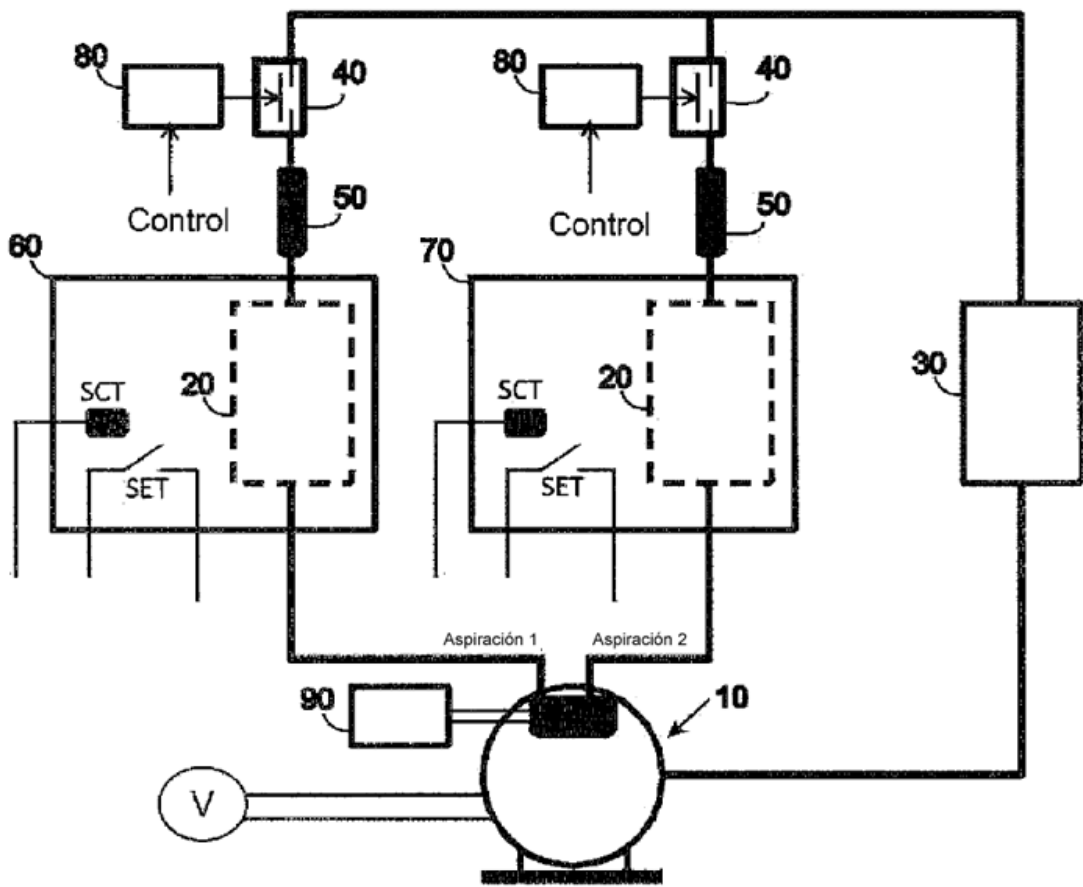 80
40
80
40
50
50
Control
Control
60
70
20
20
30
SCT
SCT
SET
SET
Aspiración 1
Aspiración 2
90
10
V